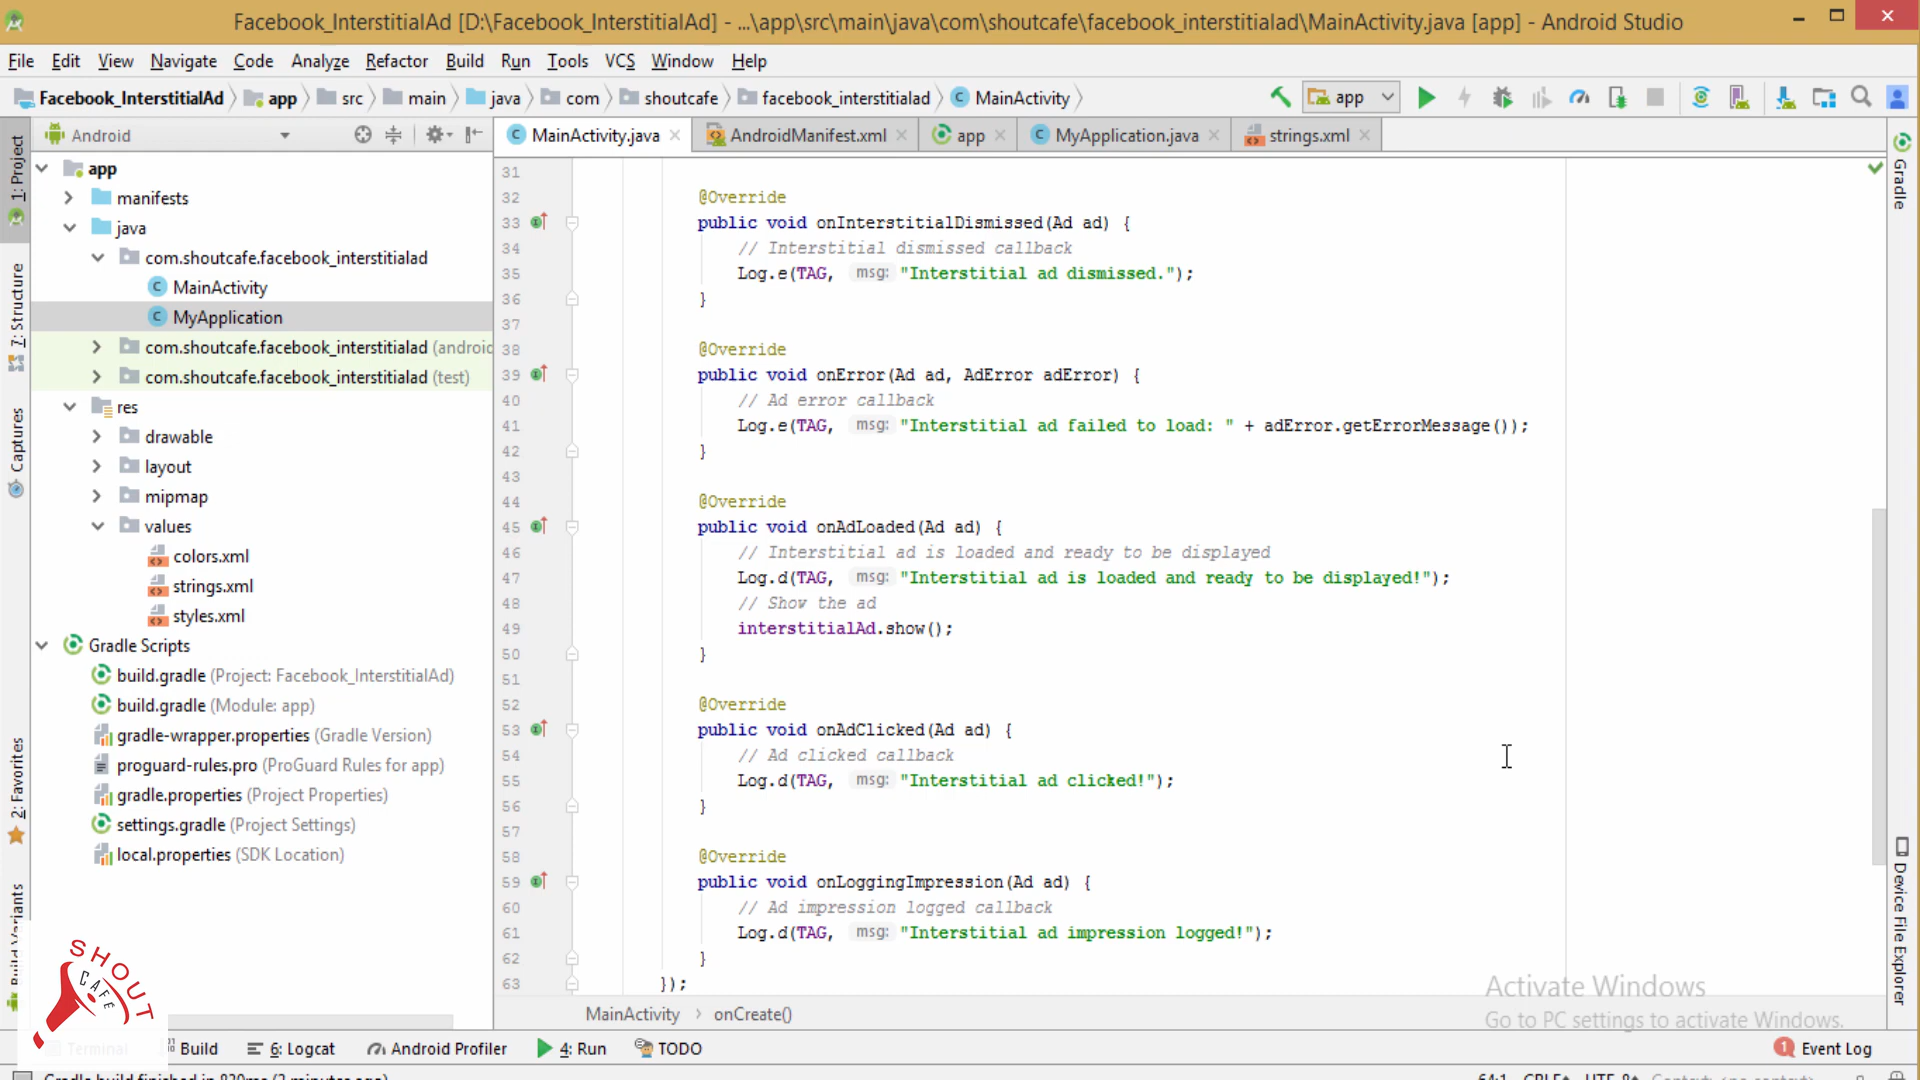 Facebook_InterstitialAd [D:\Facebook_InterstitialAd] - ...\app\src\main\java\com\shoutcafe\facebook_interstitialad\MainActivity.java [app] - Android Studio
File Edit View Navigate Code Analyze Refactor Build Run Tools VCS Window Help
Facebook_InterstitialAd app src main java com shoutcafe facebook_interstitialad MainActivity app
Android
MainActivity.java AndroidManifest.xml app MyApplication.java strings.xml
1: Project
7: Structure
Captures
2: Favorites
Gradle
Device File Explorer
app
manifests
java
com.shoutcafe.facebook_interstitialad
MainActivity
MyApplication
com.shoutcafe.facebook_interstitialad (androic
com.shoutcafe.facebook_interstitialad (test)
res
drawable
layout
mipmap
values
colors.xml
strings.xml
styles.xml
Gradle Scripts
build.gradle (Project: Facebook_InterstitialAd)
build.gradle (Module: app)
gradle-wrapper.properties (Gradle Version)
proguard-rules.pro (ProGuard Rules for app)
gradle.properties (Project Properties)
settings.gradle (Project Settings)
local.properties (SDK Location)
31
32 @Override
33 public void onInterstitialDismissed(Ad ad) {
34 // Interstitial dismissed callback
35 Log.e(TAG, msg: "Interstitial ad dismissed.");
36 }
37
38 @Override
39 public void onError(Ad ad, AdError adError) {
40 // Ad error callback
41 Log.e(TAG, msg: "Interstitial ad failed to load: " + adError.getErrorMessage());
42 }
43
44 @Override
45 public void onAdLoaded(Ad ad) {
46 // Interstitial ad is loaded and ready to be displayed
47 Log.d(TAG, msg: "Interstitial ad is loaded and ready to be displayed!");
48 // Show the ad
49 interstitialAd.show();
50 }
51
52 @Override
53 public void onAdClicked(Ad ad) {
54 // Ad clicked callback
55 Log.d(TAG, msg: "Interstitial ad clicked!");
56 }
57
58 @Override
59 public void onLoggingImpression(Ad ad) {
60 // Ad impression logged callback
61 Log.d(TAG, msg: "Interstitial ad impression logged!");
62 }
63 });
MainActivity onCreate()
SHOUT
CAFE
Activate Windows
Go to PC settings to activate Windows.
Terminal Build 6: Logcat Android Profiler 4: Run TODO 1 Event Log
Gradle build finished in
64:1 CRLF UTF-8